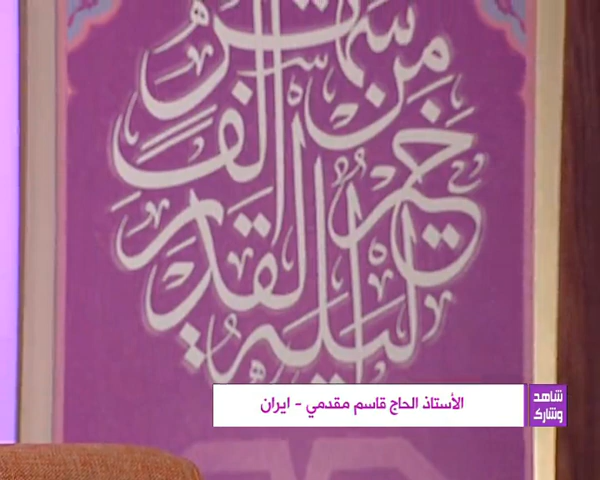 ليلة القدر خير من الف شهر
الأستاذ الحاج قاسم مقدمي - ايران
شاهد
وشارك